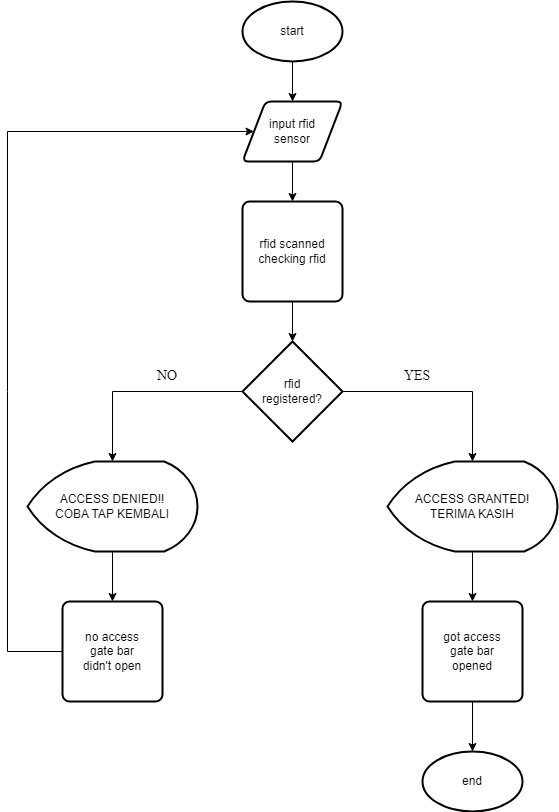 start
input rfid
sensor
rfid scanned
checking rfid
rfid
registered?
NO
YES
ACCESS DENIED!!
COBA TAP KEMBALI
ACCESS GRANTED!
TERIMA KASIH
no access
gate bar
didn't open
got access
gate bar
opened
end